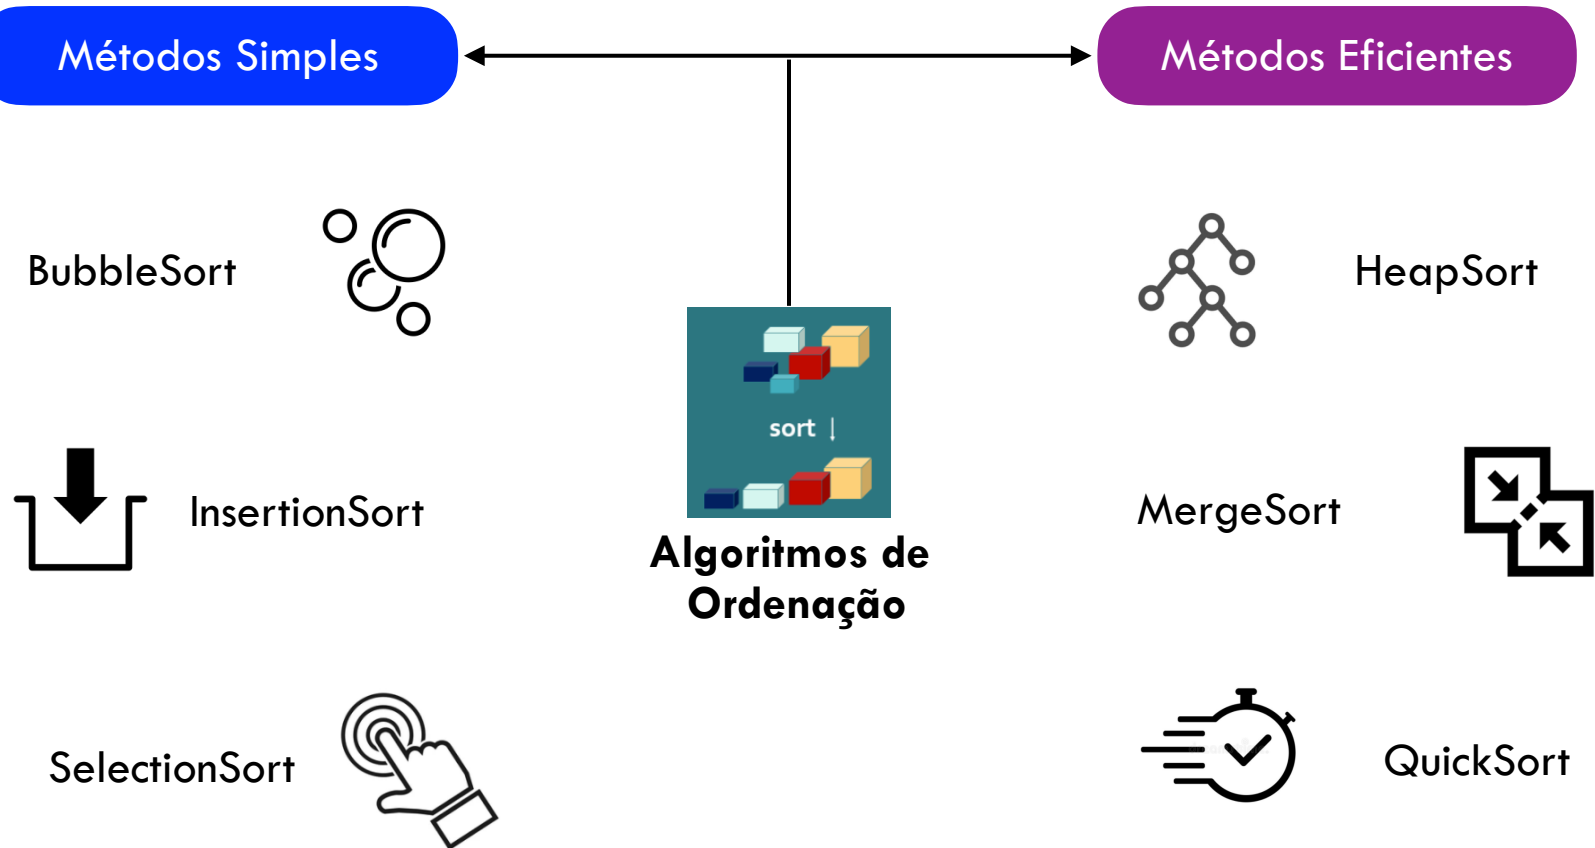 Métodos Simples
Métodos Eficientes
BubbleSort
HeapSort
sort ↓
InsertionSort
MergeSort
Algoritmos de
Ordenação
SelectionSort
QuickSort